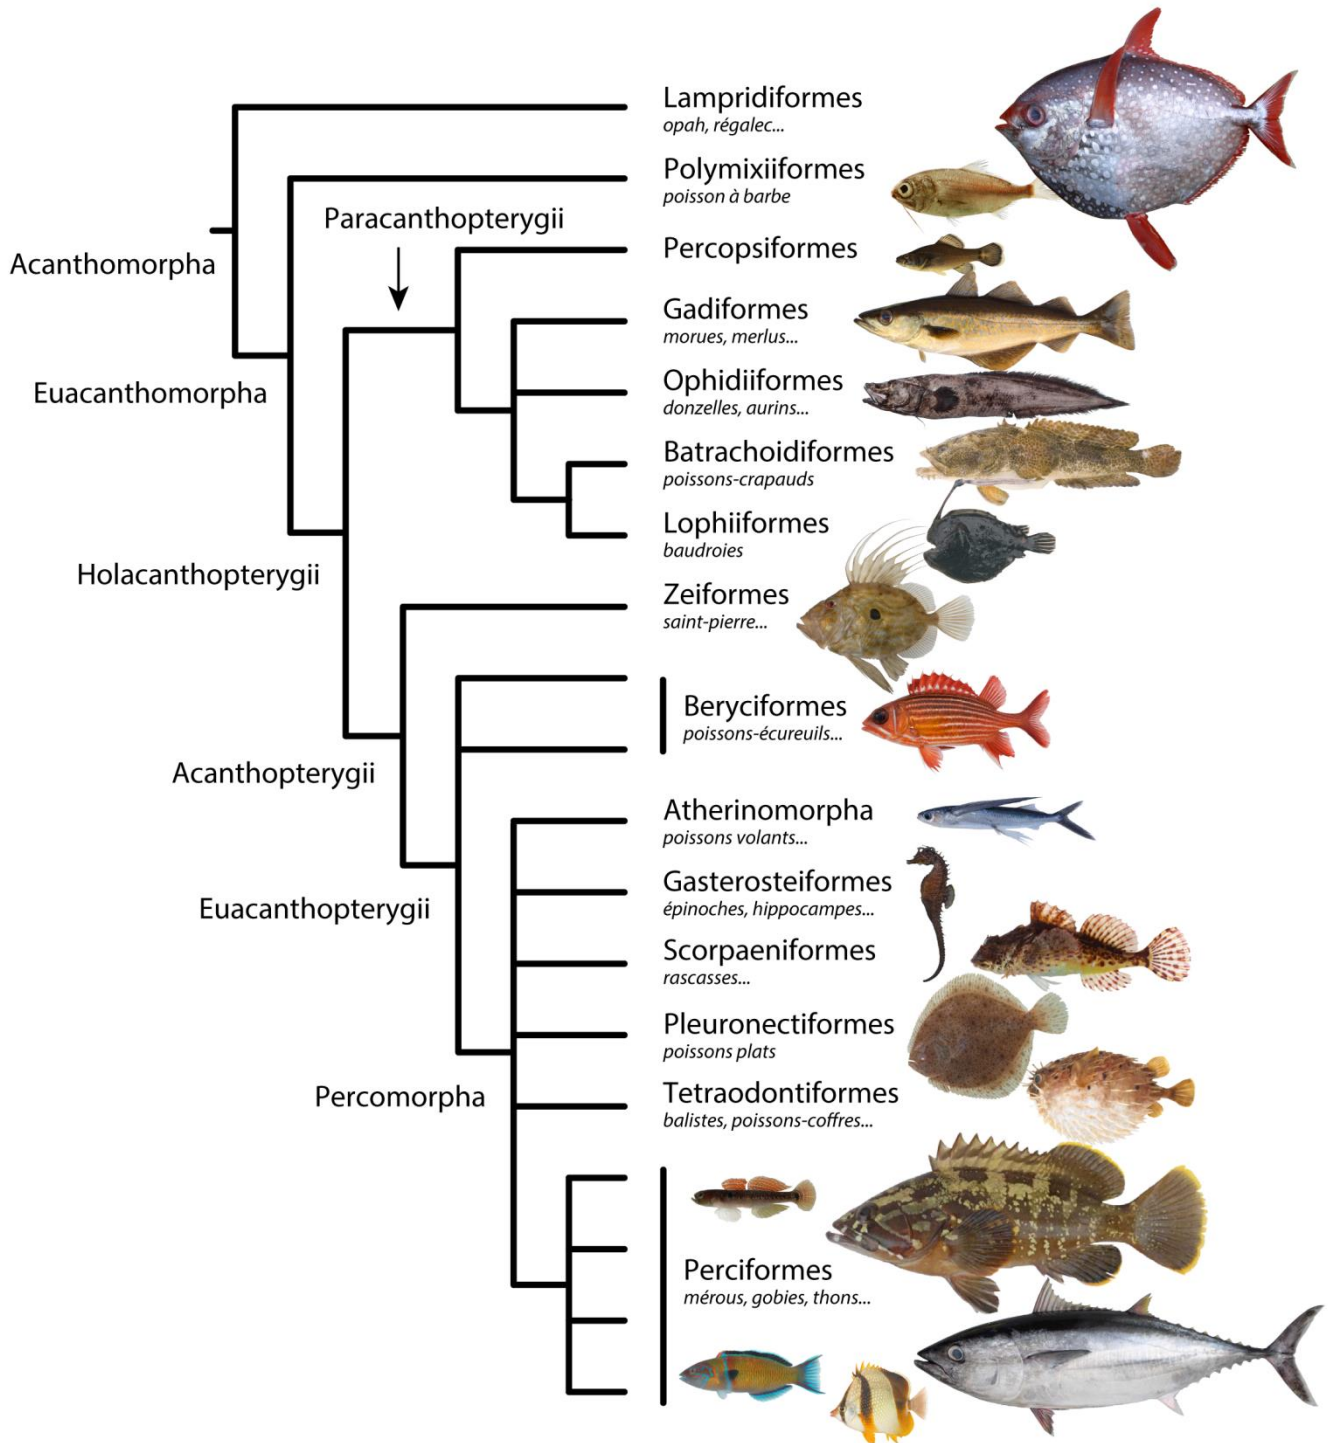 Lampridiformes
opah, régalec...
Polymixiiformes
poisson à barbe
Paracanthopterygii
Percopsiformes
Acanthomorpha
Gadiformes
morues, merlus...
Euacanthomorpha
Ophidiiformes
donzelles, aurins...
Batrachoidiformes
poissons-crapauds
Lophiiformes
baudroies
Holacanthopterygii
Zeiformes
saint-pierre...
Beryciformes
poissons-écureuils...
Acanthopterygii
Atherinomorpha
poissons volants...
Gasterosteiformes
épinoches, hippocampes...
Euacanthopterygii
Scorpaeniformes
rascasses...
Pleuronectiformes
poissons plats
Percomorpha
Tetraodontiformes
balistes, poissons-coffres...
Perciformes
mérous, gobies, thons...